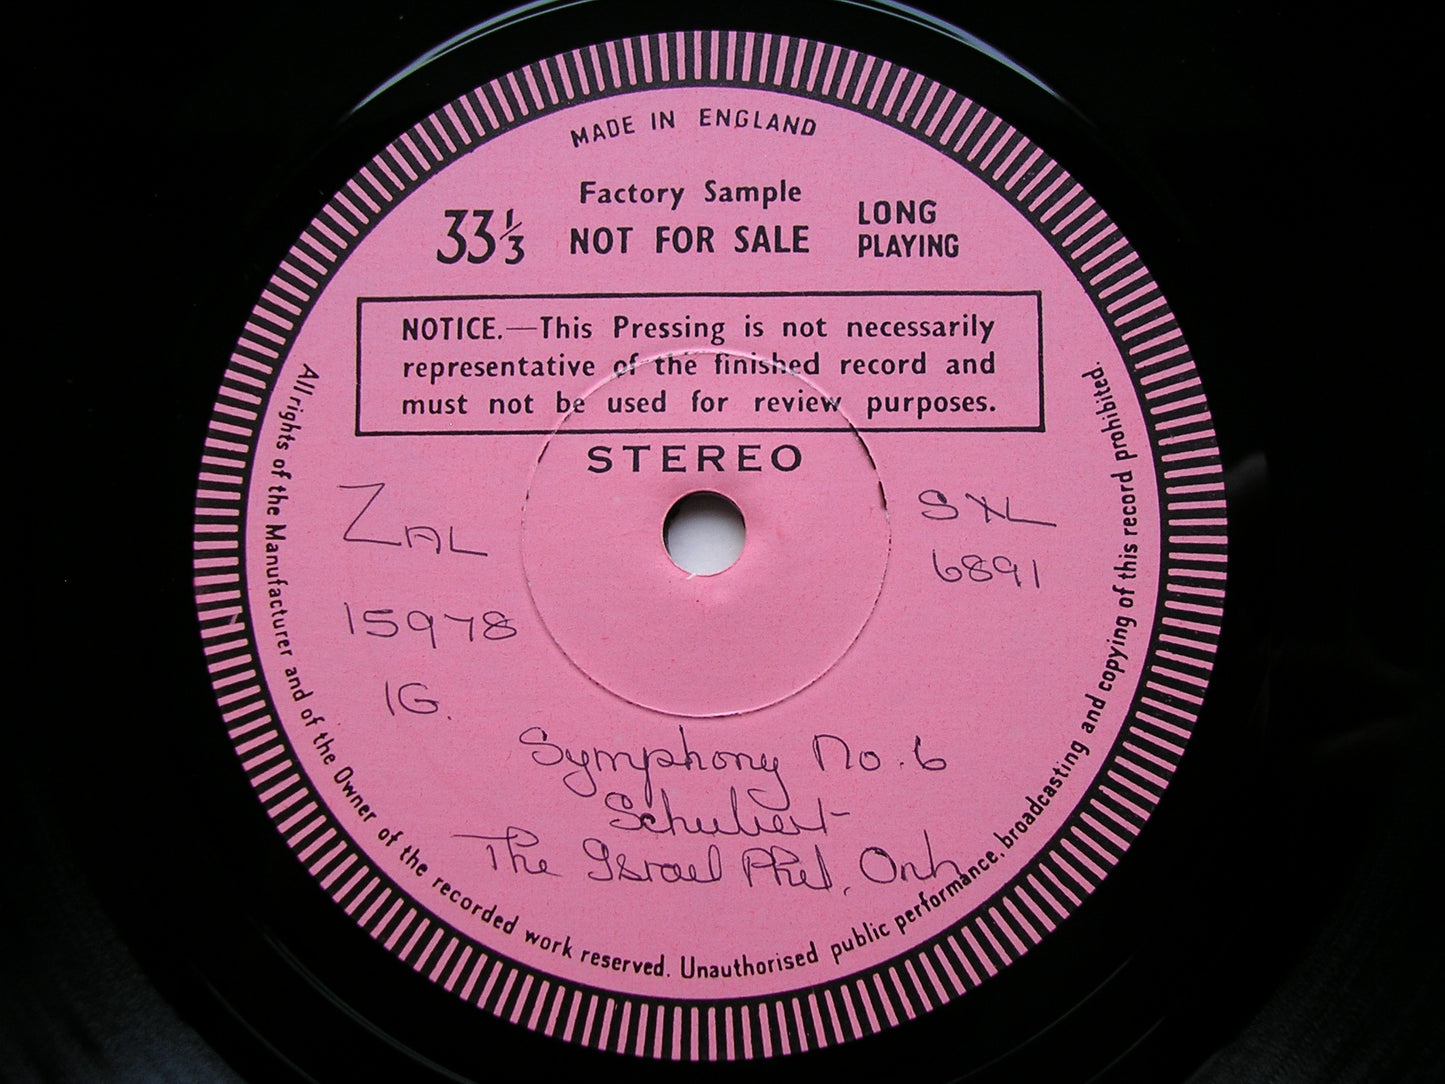 MADE IN ENGLAND
Factory Sample
33⅓ NOT FOR SALE
LONG
PLAYING
NOTICE.—This Pressing is not necessarily
representative of the finished record and
must not be used for review purposes.
STEREO
ZAL
15978
1G.
SXL
6891
Symphony No. 6
Schubert
The Israel Phil. Orch
All rights of the Manufacturer and of the Owner of the recorded work reserved. Unauthorised public performance, broadcasting and copying of this record prohibited.